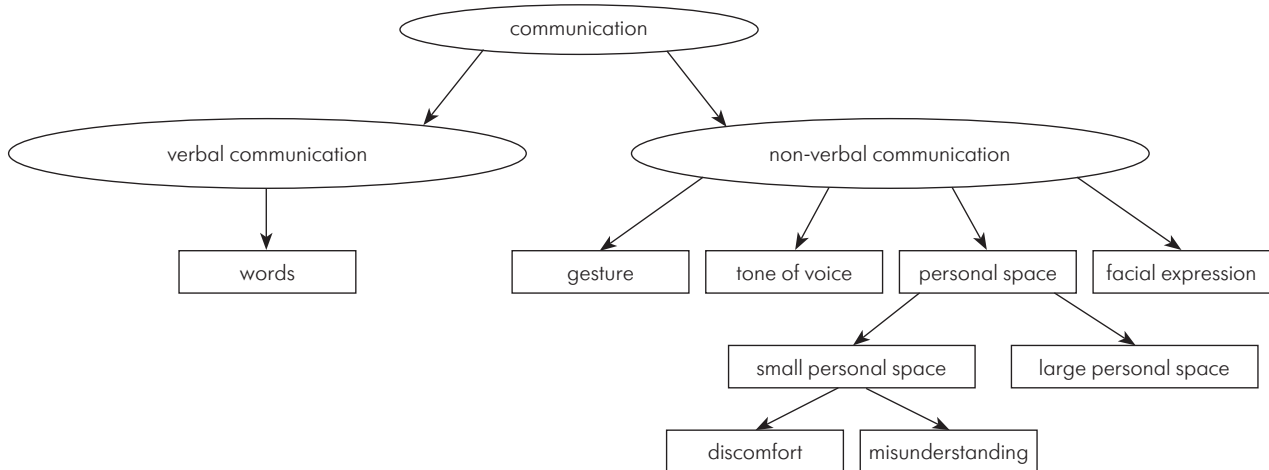 communication
verbal communication
non-verbal communication
words
gesture
tone of voice
personal space
facial expression
small personal space
large personal space
discomfort
misunderstanding